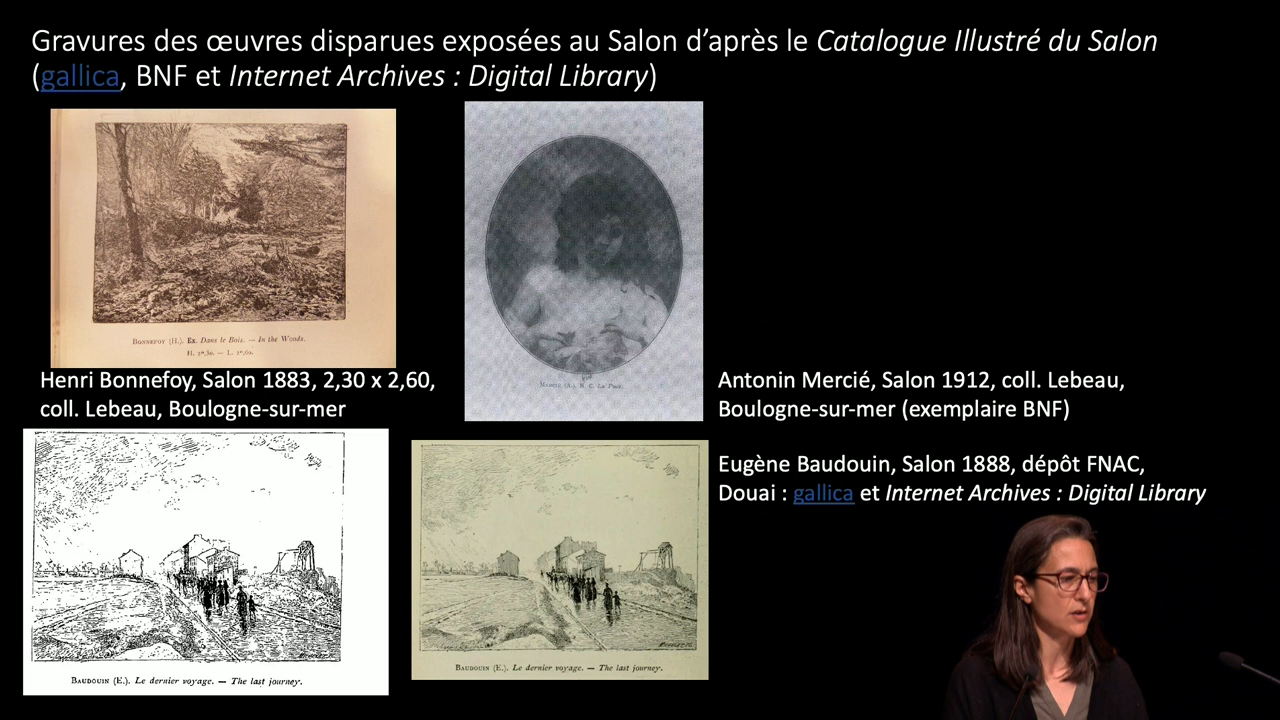 Gravures des œuvres disparues exposées au Salon d’après le Catalogue Illustré du Salon
(gallica, BNF et Internet Archives : Digital Library)
BONNEFOY (H.). Ex. Dans le Bois. — In the Woods.
Henri Bonnefoy, Salon 1883, 2,30 x 2,60,
coll. Lebeau, Boulogne-sur-mer
Antonin Mercié, Salon 1912, coll. Lebeau,
Boulogne-sur-mer (exemplaire BNF)
Eugène Baudouin, Salon 1888, dépôt FNAC,
Douai : gallica et Internet Archives : Digital Library
BAUDOUIN (E.). Le dernier voyage. — The last journey.
BAUDOUIN (E.). Le dernier voyage. — The last journey.